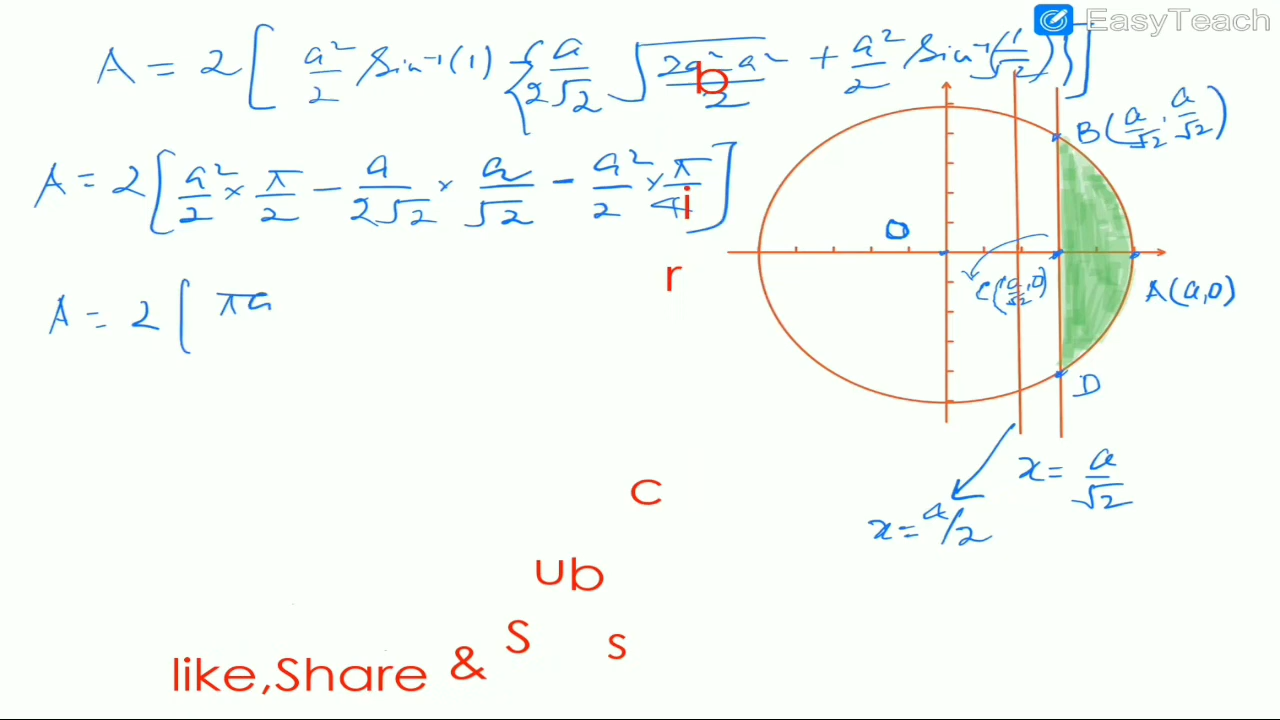 EasyTeach
A = 2[ a²/2 Sin⁻¹(1) - { a/2√2 √(2a²-a²/2) + a²/2 Sin⁻¹(1/√2) } ]
b
B(a/√2, a/√2)
A = 2[ a²/2 × π/2 - a/2√2 × a/√2 - a²/2 × π/4 ]
i
O
r
C(a/√2, 0)
A(a,0)
A = 2[ πa
D
x = a/√2
c
x = a/2
ub
S
s
like,Share &